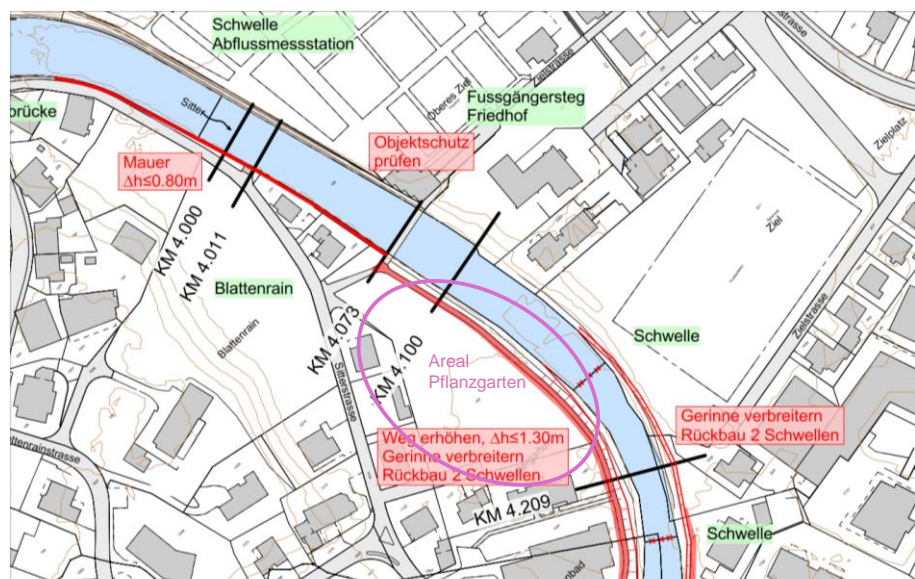 Schwelle
Abflussmessstation
Oberes Ziel
Zielstrasse
Fussgängersteg
Friedhof
Zielplatz
brücke
Sitter
Mauer
Δh≤0.80m
Objektschutz
prüfen
Ziel
KM 4.000
KM 4.011
Blattenrain
Blattenrain
KM 4.073
KM 4.100
Sitterstrasse
Areal
Pflanzgarten
Schwelle
Zielstrasse
Weg erhöhen, Δh≤1.30m
Gerinne verbreitern
Rückbau 2 Schwellen
Gerinne verbreitern
Rückbau 2 Schwellen
KM 4.209
Schwelle
attenrainstrasse
nbad